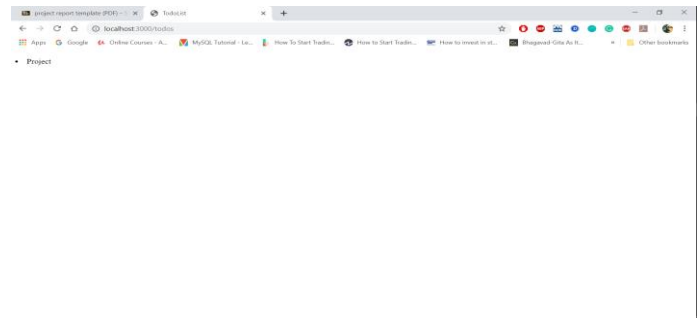 project report template (PDF) -
TodoList
localhost:3000/todos
Apps Google Online Courses - A... MySQL Tutorial - Le... How To Start Tradin... How to Start Tradin... How to invest in st... Bhagavad-Gita As It... Other bookmarks
Project